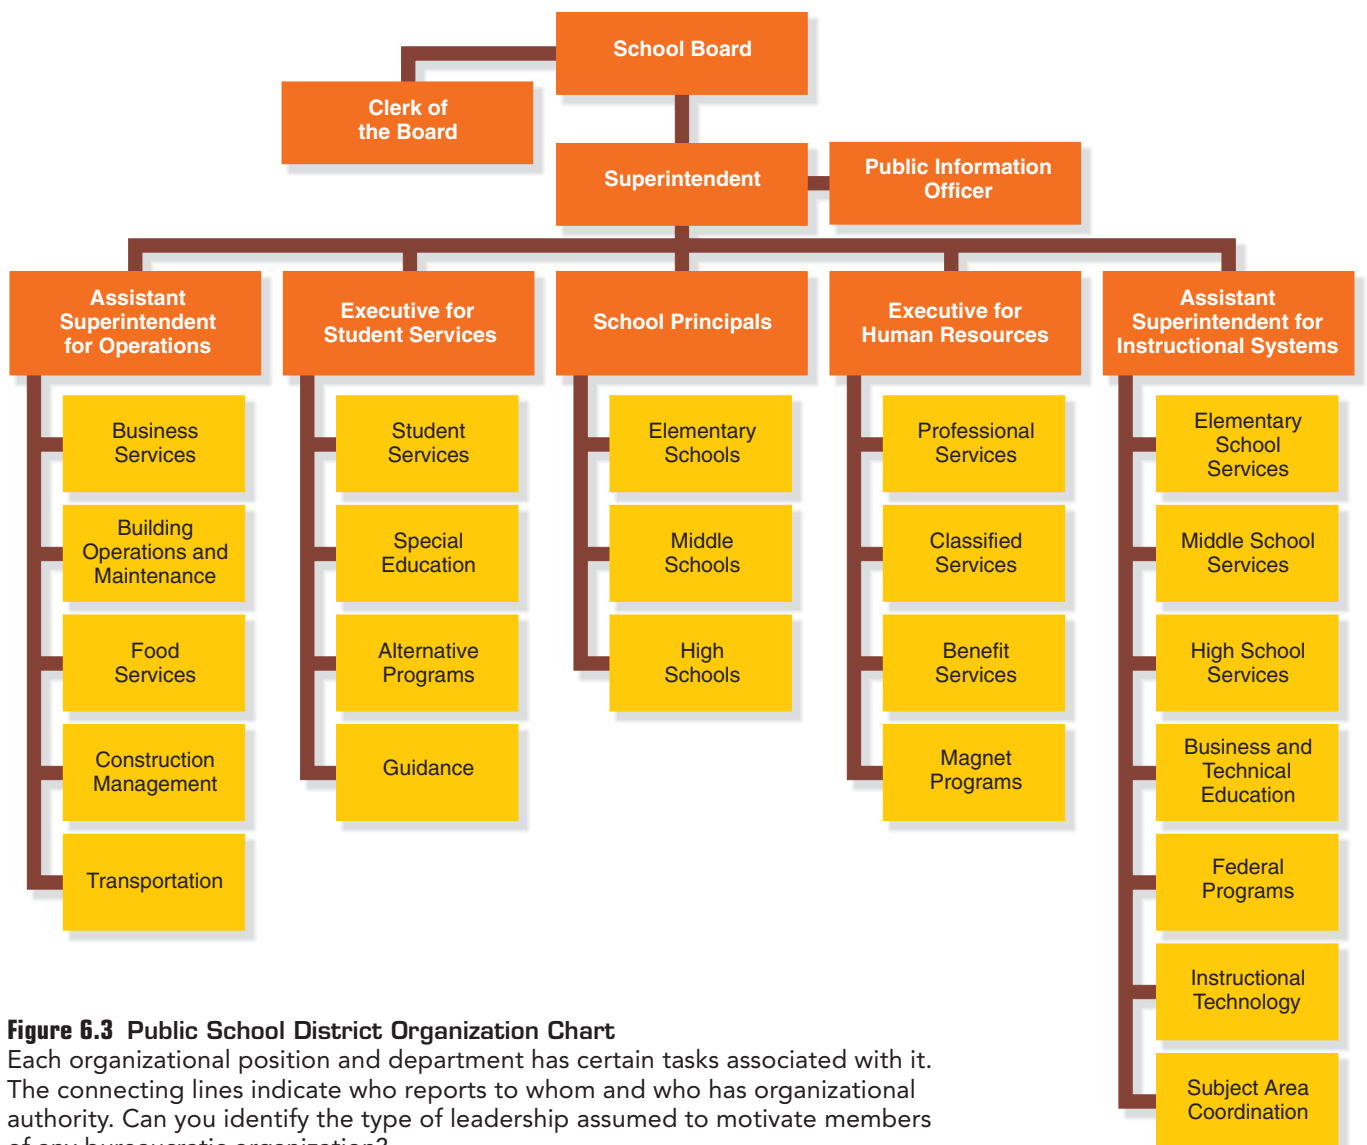 School Board
Clerk of
the Board
Superintendent
Public Information
Officer
Assistant
Superintendent
for Operations
Executive for
Student Services
School Principals
Executive for
Human Resources
Assistant
Superintendent for
Instructional Systems
Business
Services
Building
Operations and
Maintenance
Food
Services
Construction
Management
Transportation
Student
Services
Special
Education
Alternative
Programs
Guidance
Elementary
Schools
Middle
Schools
High
Schools
Professional
Services
Classified
Services
Benefit
Services
Magnet
Programs
Elementary
School
Services
Middle School
Services
High School
Services
Business and
Technical
Education
Federal
Programs
Instructional
Technology
Subject Area
Coordination
Figure 6.3 Public School District Organization Chart
Each organizational position and department has certain tasks associated with it.
The connecting lines indicate who reports to whom and who has organizational
authority. Can you identify the type of leadership assumed to motivate members
of any bureaucratic organization?